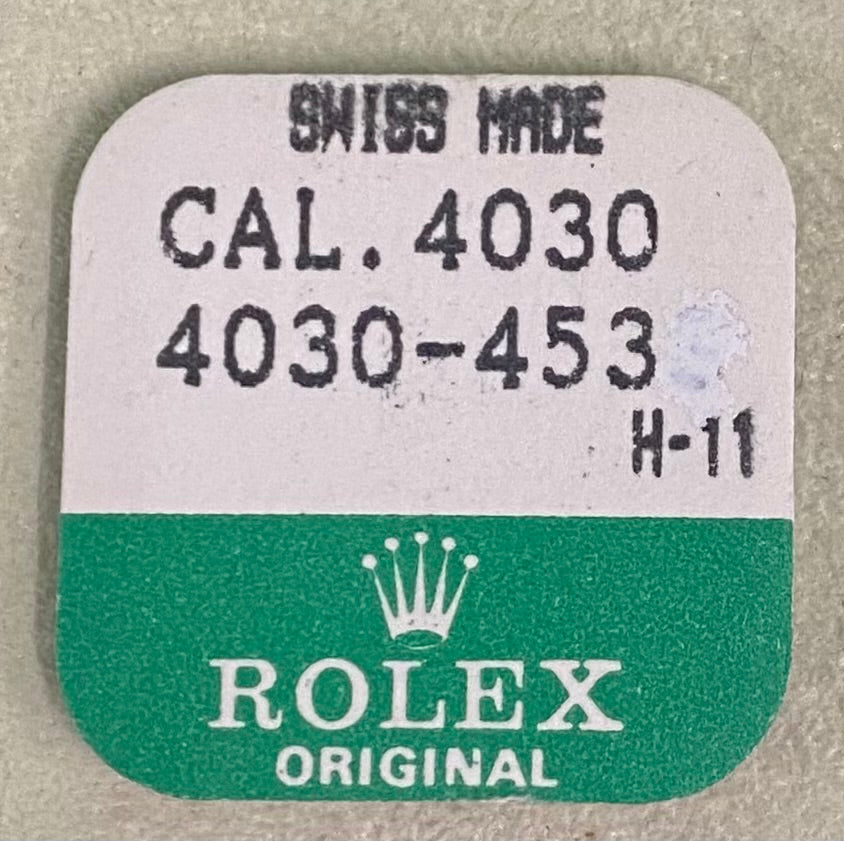 SWISS MADE
CAL. 4030
4030-453
H-11
ROLEX
ORIGINAL